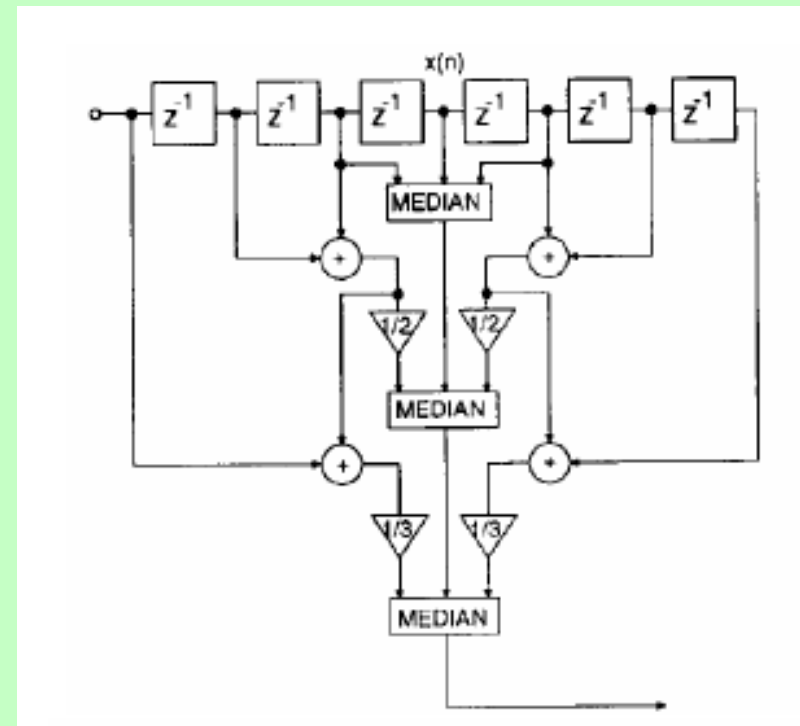 x(n)
z-1 z-1 z-1 z-1 z-1 z-1
MEDIAN
+ +
1/2 1/2
MEDIAN
+ +
1/3 1/3
MEDIAN